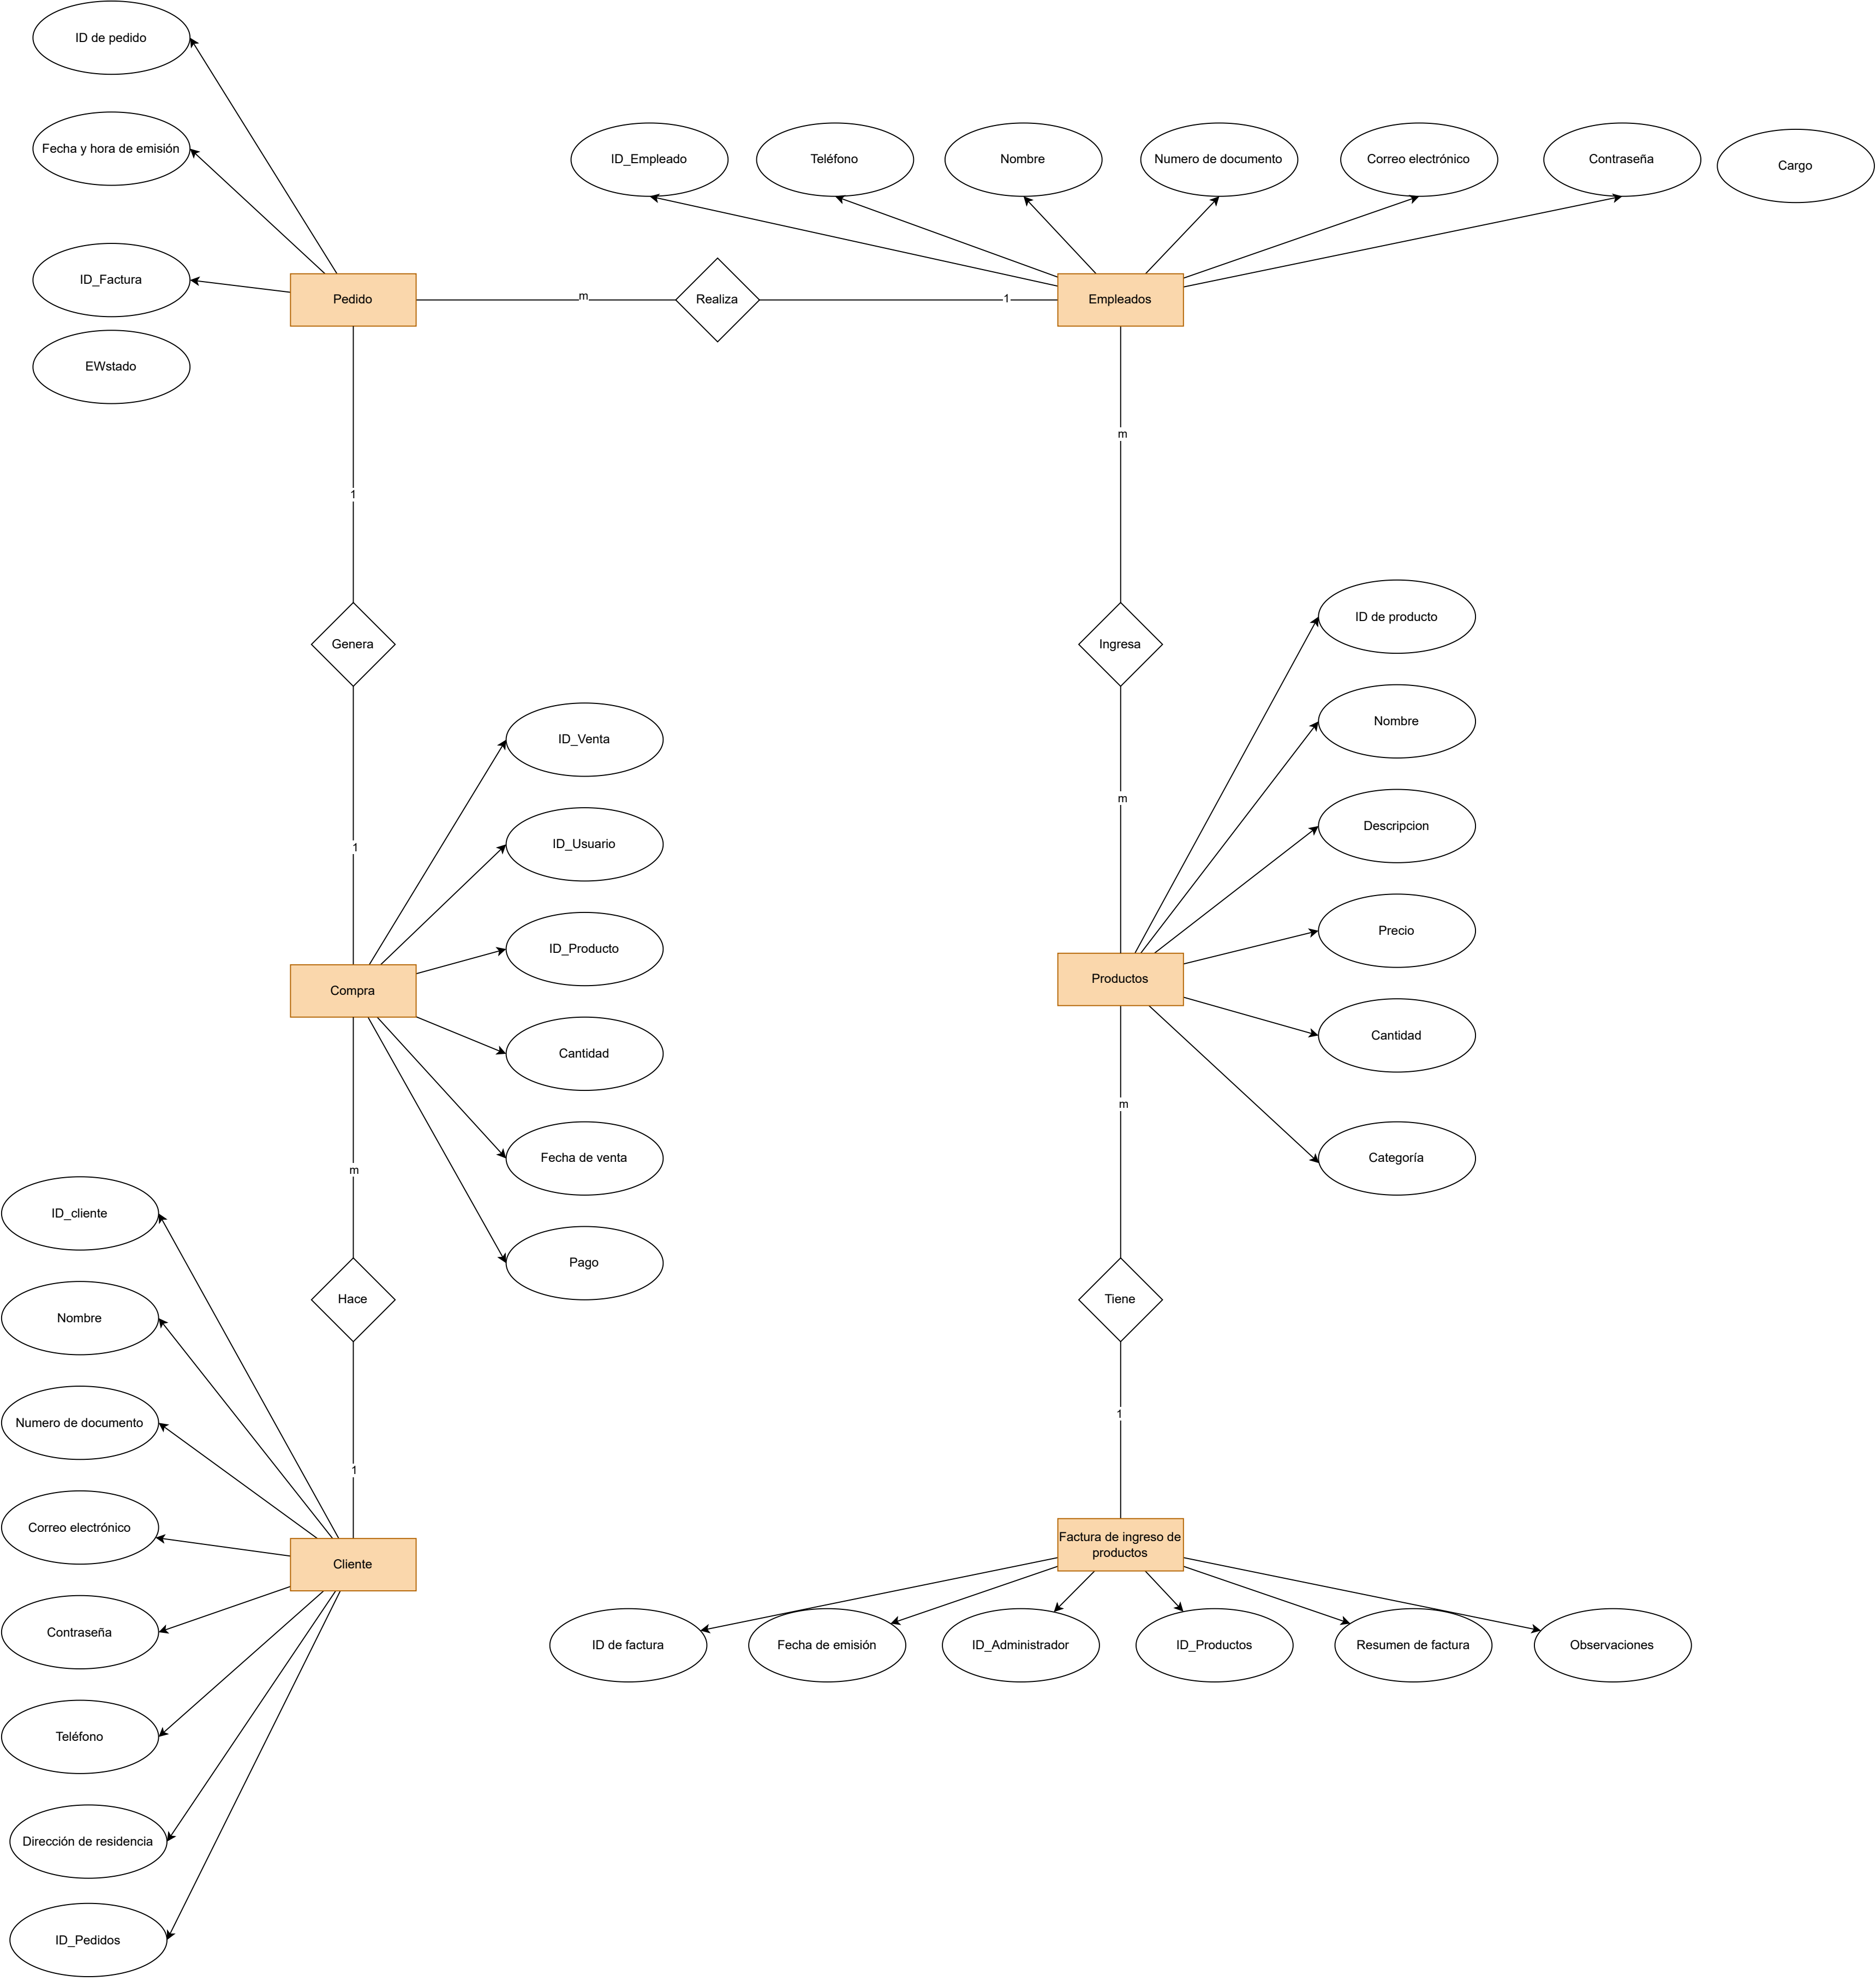 ID de pedido
Fecha y hora de emisión
ID_Empleado
Teléfono
Nombre
Numero de documento
Correo electrónico
Contraseña
Cargo
ID_Factura
Pedido
m
Realiza
1
Empleados
EWstado
m
1
ID de producto
Genera
Ingresa
Nombre
ID_Venta
m
Descripcion
1
ID_Usuario
Precio
ID_Producto
Productos
Compra
Cantidad
Cantidad
m
Fecha de venta
Categoría
m
ID_cliente
Pago
Hace
Tiene
Nombre
1
Numero de documento
1
Correo electrónico
Factura de ingreso de
productos
Cliente
Contraseña
ID de factura
Fecha de emisión
ID_Administrador
ID_Productos
Resumen de factura
Observaciones
Teléfono
Dirección de residencia
ID_Pedidos